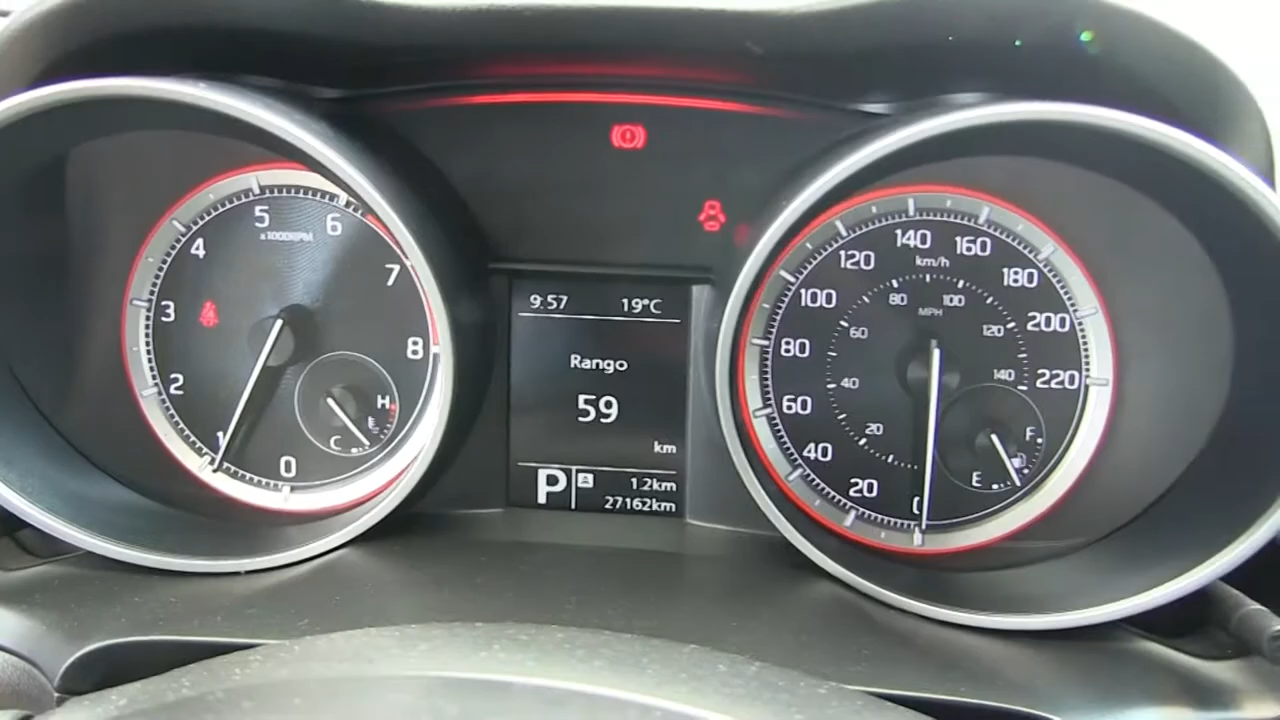 5
6
x1000RPM
4
7
3
8
2
H
C
1
0
9:57 19°C
Rango
59
km
P A 1.2km
27162km
140
120 160
km/h
100 180
80 100
MPH
60 120
80 200
40 140
60 220
20
40
F
E
20
0